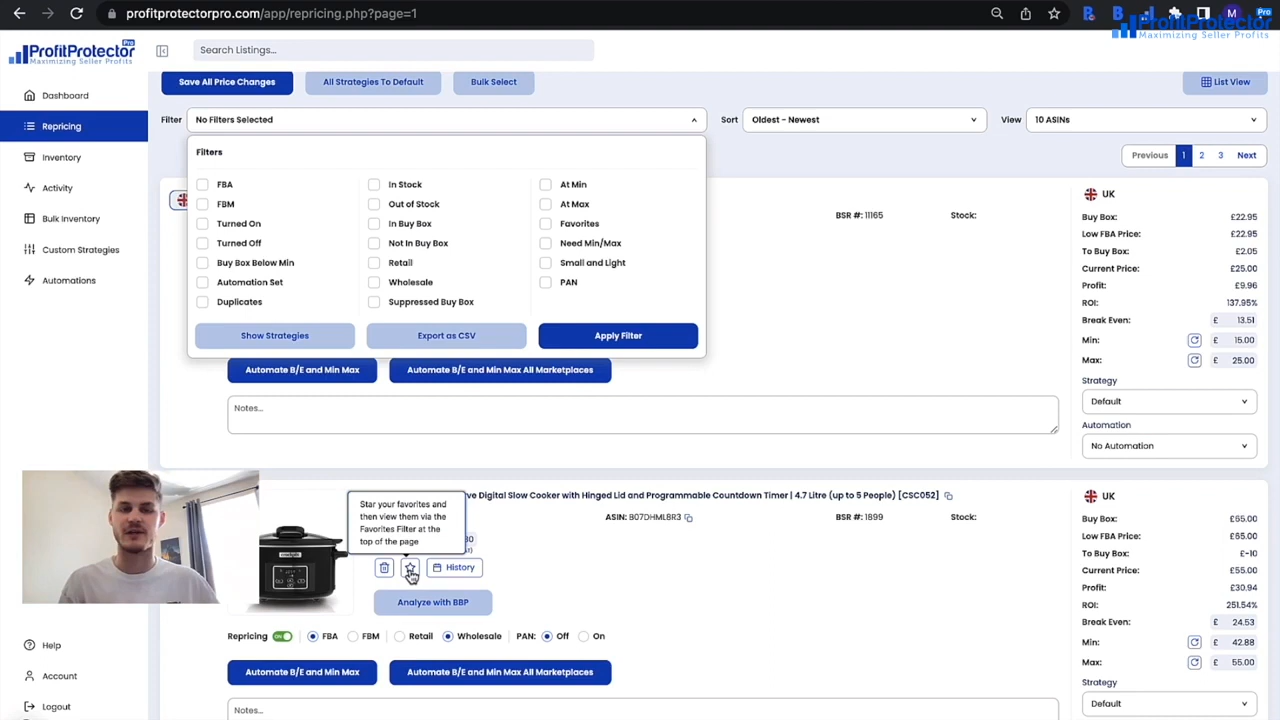 profitprotectorpro.com/app/repricing.php?page=1
M
Pro
ProfitProtector
Maximizing Seller Profits
ProfitProtector
Pro
Maximizing Seller Profits
Search Listings...
Save All Price Changes
All Strategies To Default
Bulk Select
List View
Dashboard
Repricing
Inventory
Activity
Bulk Inventory
Custom Strategies
Automations
Help
Account
Logout
Filter
No Filters Selected
Sort
Oldest - Newest
View
10 ASINs
Previous
1
2
3
Next
Filters
FBA
FBM
Turned On
Turned Off
Buy Box Below Min
Automation Set
Duplicates
In Stock
Out of Stock
In Buy Box
Not In Buy Box
Retail
Wholesale
Suppressed Buy Box
At Min
At Max
Favorites
Need Min/Max
Small and Light
PAN
Show Strategies
Export as CSV
Apply Filter
BSR #: 11165
Stock:
Automate B/E and Min Max
Automate B/E and Min Max All Marketplaces
Notes...
UK
Buy Box: £22.95
Low FBA Price: £22.95
To Buy Box: £2.05
Current Price: £25.00
Profit: £9.96
ROI: 137.95%
Break Even: £ 13.51
Min: £ 15.00
Max: £ 25.00
Strategy
Default
Automation
No Automation
ve Digital Slow Cooker with Hinged Lid and Programmable Countdown Timer | 4.7 Litre (up to 5 People) [CSC052]
ASIN: B07DHML8R3
BSR #: 1899
Stock:
Star your favorites and
then view them via the
Favorites Filter at the
top of the page
History
Analyze with BBP
Repricing ON FBA FBM Retail Wholesale PAN: Off On
Automate B/E and Min Max
Automate B/E and Min Max All Marketplaces
Notes...
UK
Buy Box: £65.00
Low FBA Price: £65.00
To Buy Box: £-10
Current Price: £55.00
Profit: £30.94
ROI: 251.54%
Break Even: £ 24.53
Min: £ 42.88
Max: £ 55.00
Strategy
Default